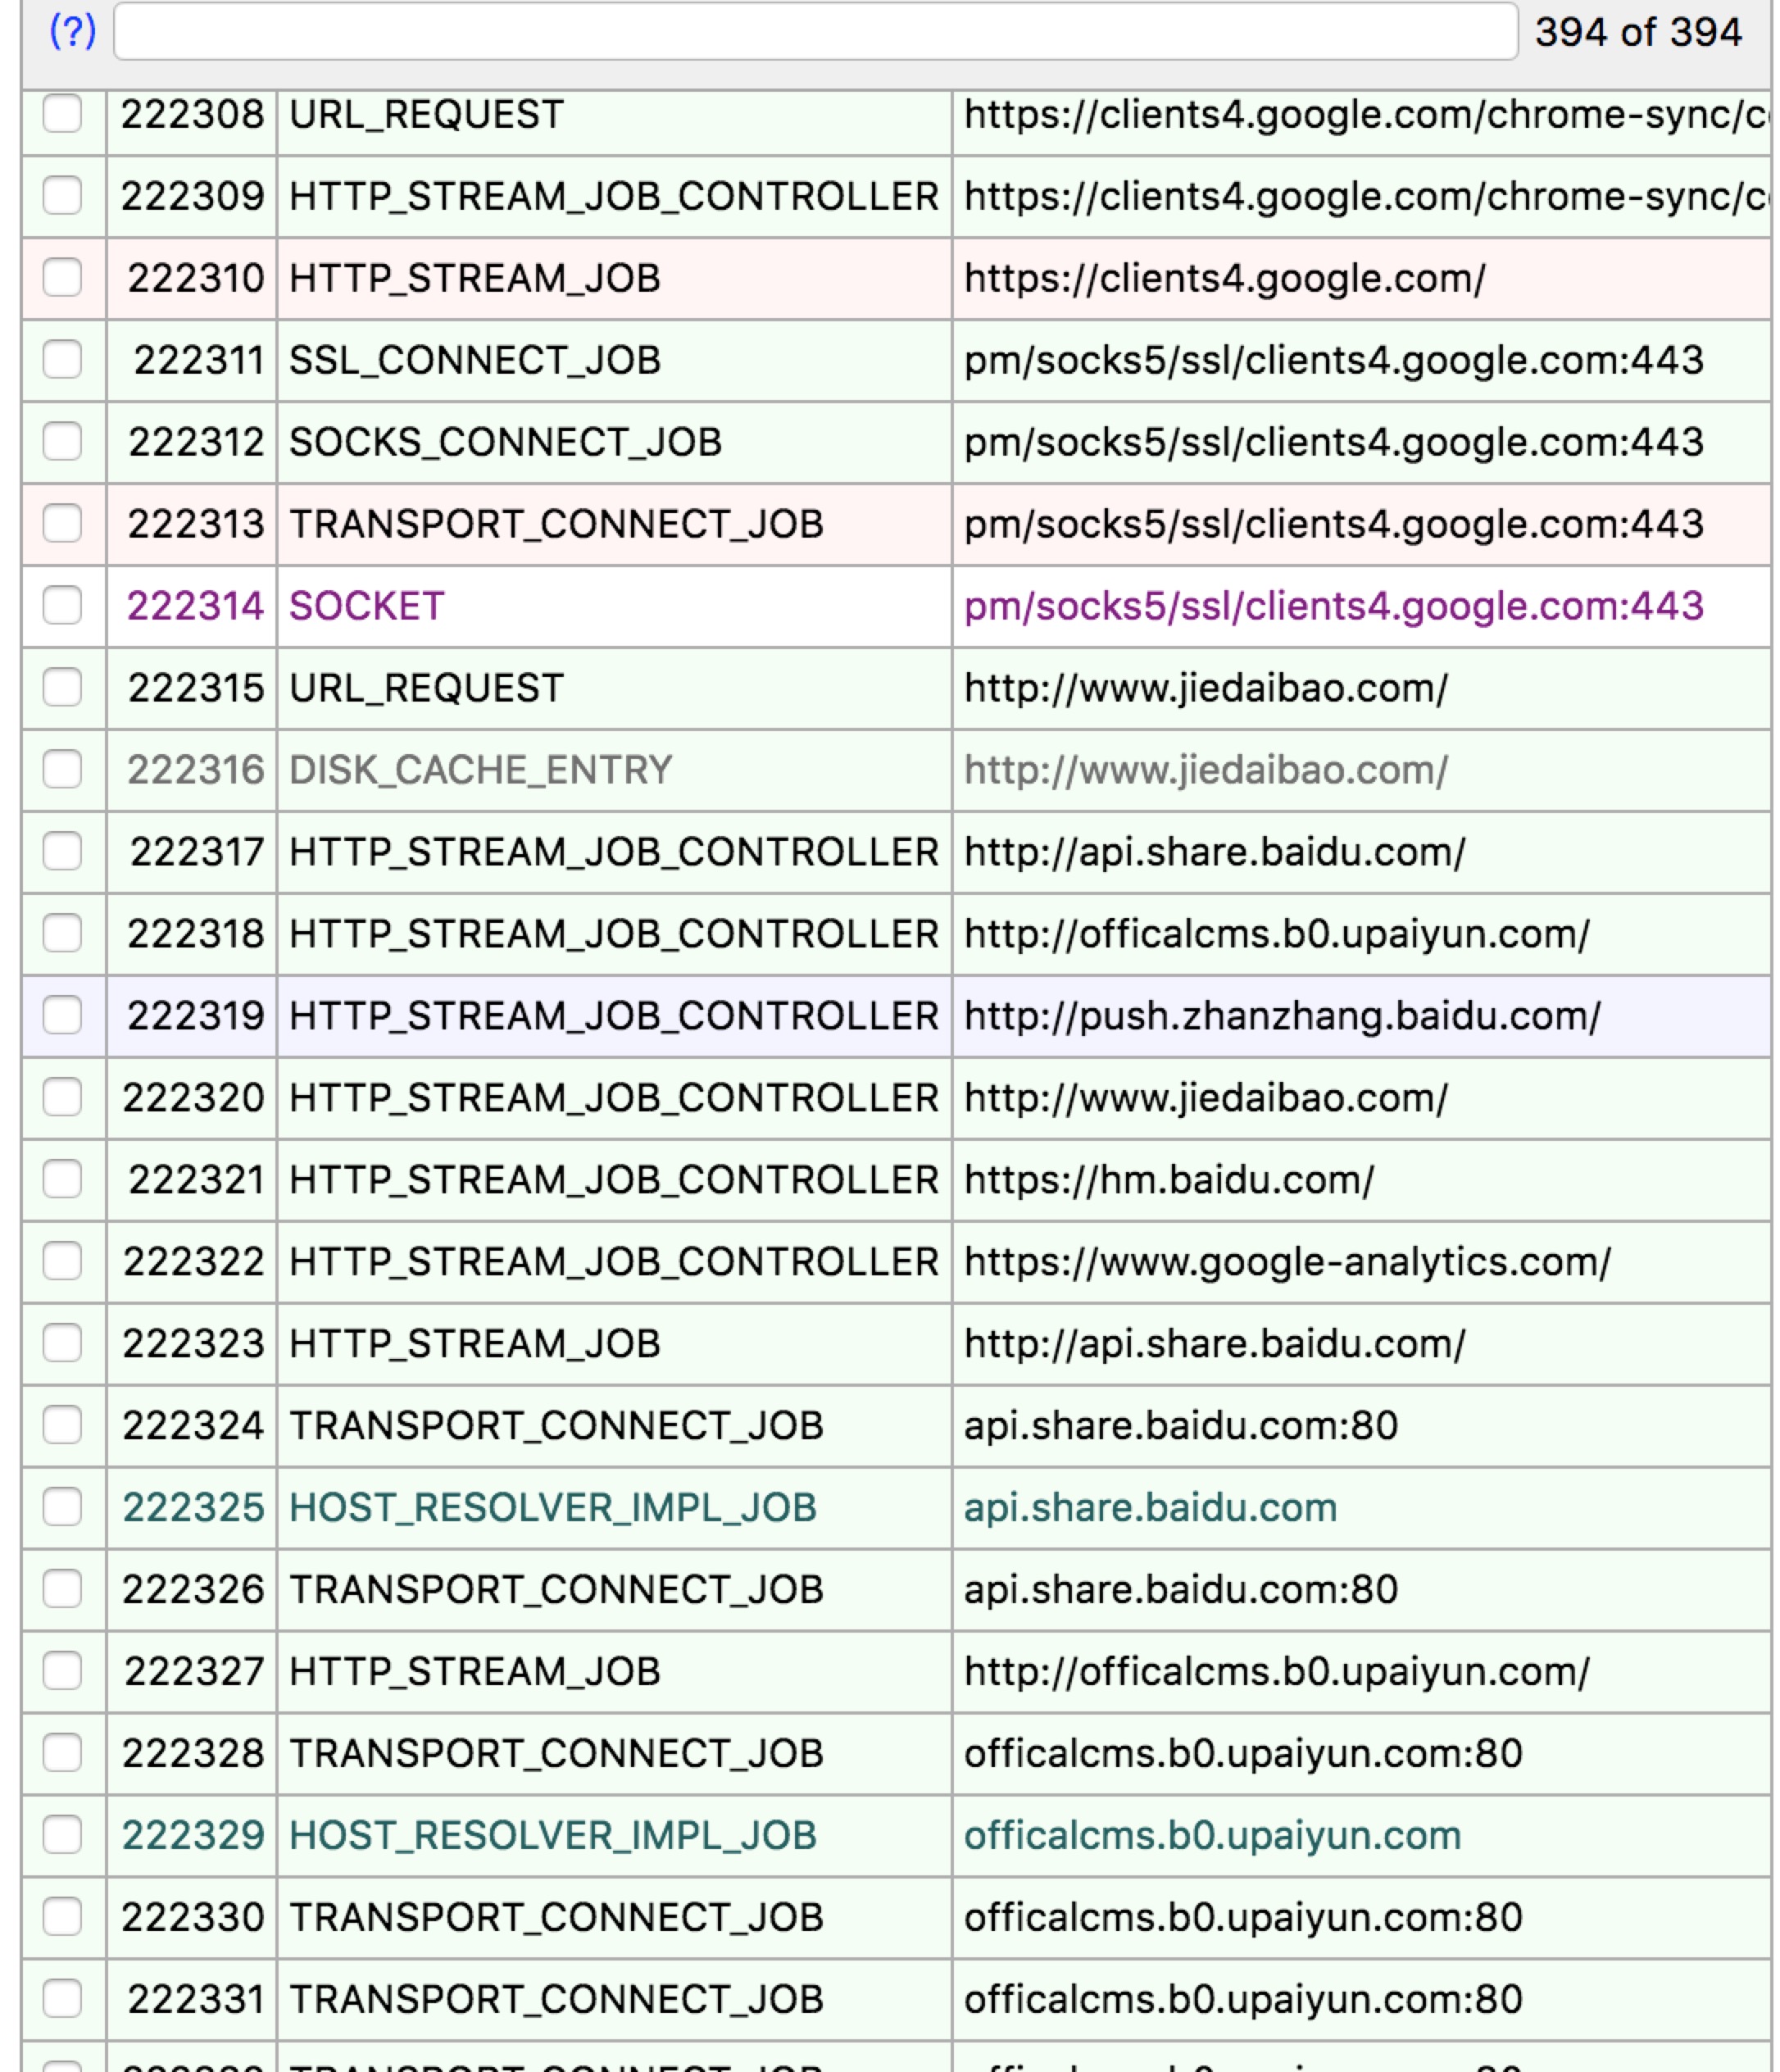 (?) 394 of 394
222308 URL_REQUEST https://clients4.google.com/chrome-sync/c
222309 HTTP_STREAM_JOB_CONTROLLER https://clients4.google.com/chrome-sync/c
222310 HTTP_STREAM_JOB https://clients4.google.com/
222311 SSL_CONNECT_JOB pm/socks5/ssl/clients4.google.com:443
222312 SOCKS_CONNECT_JOB pm/socks5/ssl/clients4.google.com:443
222313 TRANSPORT_CONNECT_JOB pm/socks5/ssl/clients4.google.com:443
222314 SOCKET pm/socks5/ssl/clients4.google.com:443
222315 URL_REQUEST http://www.jiedaibao.com/
222316 DISK_CACHE_ENTRY http://www.jiedaibao.com/
222317 HTTP_STREAM_JOB_CONTROLLER http://api.share.baidu.com/
222318 HTTP_STREAM_JOB_CONTROLLER http://officalcms.b0.upaiyun.com/
222319 HTTP_STREAM_JOB_CONTROLLER http://push.zhanzhang.baidu.com/
222320 HTTP_STREAM_JOB_CONTROLLER http://www.jiedaibao.com/
222321 HTTP_STREAM_JOB_CONTROLLER https://hm.baidu.com/
222322 HTTP_STREAM_JOB_CONTROLLER https://www.google-analytics.com/
222323 HTTP_STREAM_JOB http://api.share.baidu.com/
222324 TRANSPORT_CONNECT_JOB api.share.baidu.com:80
222325 HOST_RESOLVER_IMPL_JOB api.share.baidu.com
222326 TRANSPORT_CONNECT_JOB api.share.baidu.com:80
222327 HTTP_STREAM_JOB http://officalcms.b0.upaiyun.com/
222328 TRANSPORT_CONNECT_JOB officalcms.b0.upaiyun.com:80
222329 HOST_RESOLVER_IMPL_JOB officalcms.b0.upaiyun.com
222330 TRANSPORT_CONNECT_JOB officalcms.b0.upaiyun.com:80
222331 TRANSPORT_CONNECT_JOB officalcms.b0.upaiyun.com:80